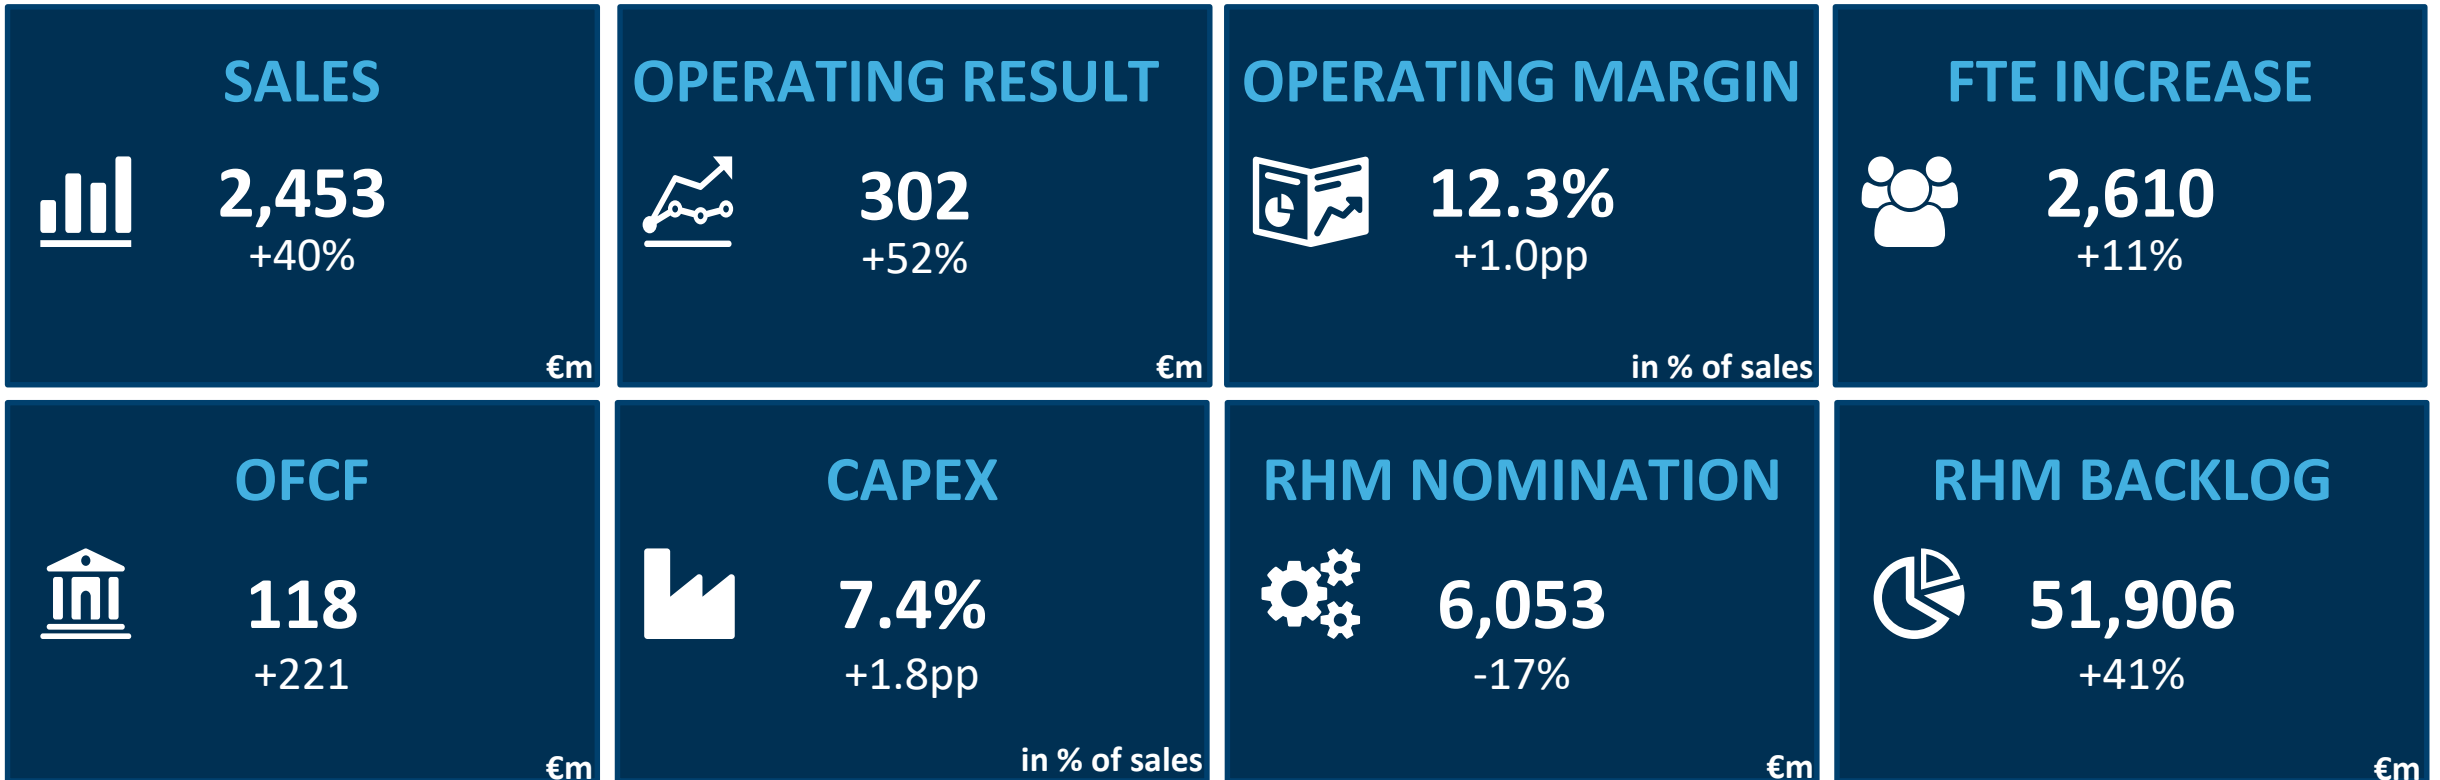 SALES
2,453
+40%
€m
OPERATING RESULT
302
+52%
€m
OPERATING MARGIN
12.3%
+1.0pp
in % of sales
FTE INCREASE
2,610
+11%
OFCF
118
+221
€m
CAPEX
7.4%
+1.8pp
in % of sales
RHM NOMINATION
6,053
-17%
€m
RHM BACKLOG
51,906
+41%
€m